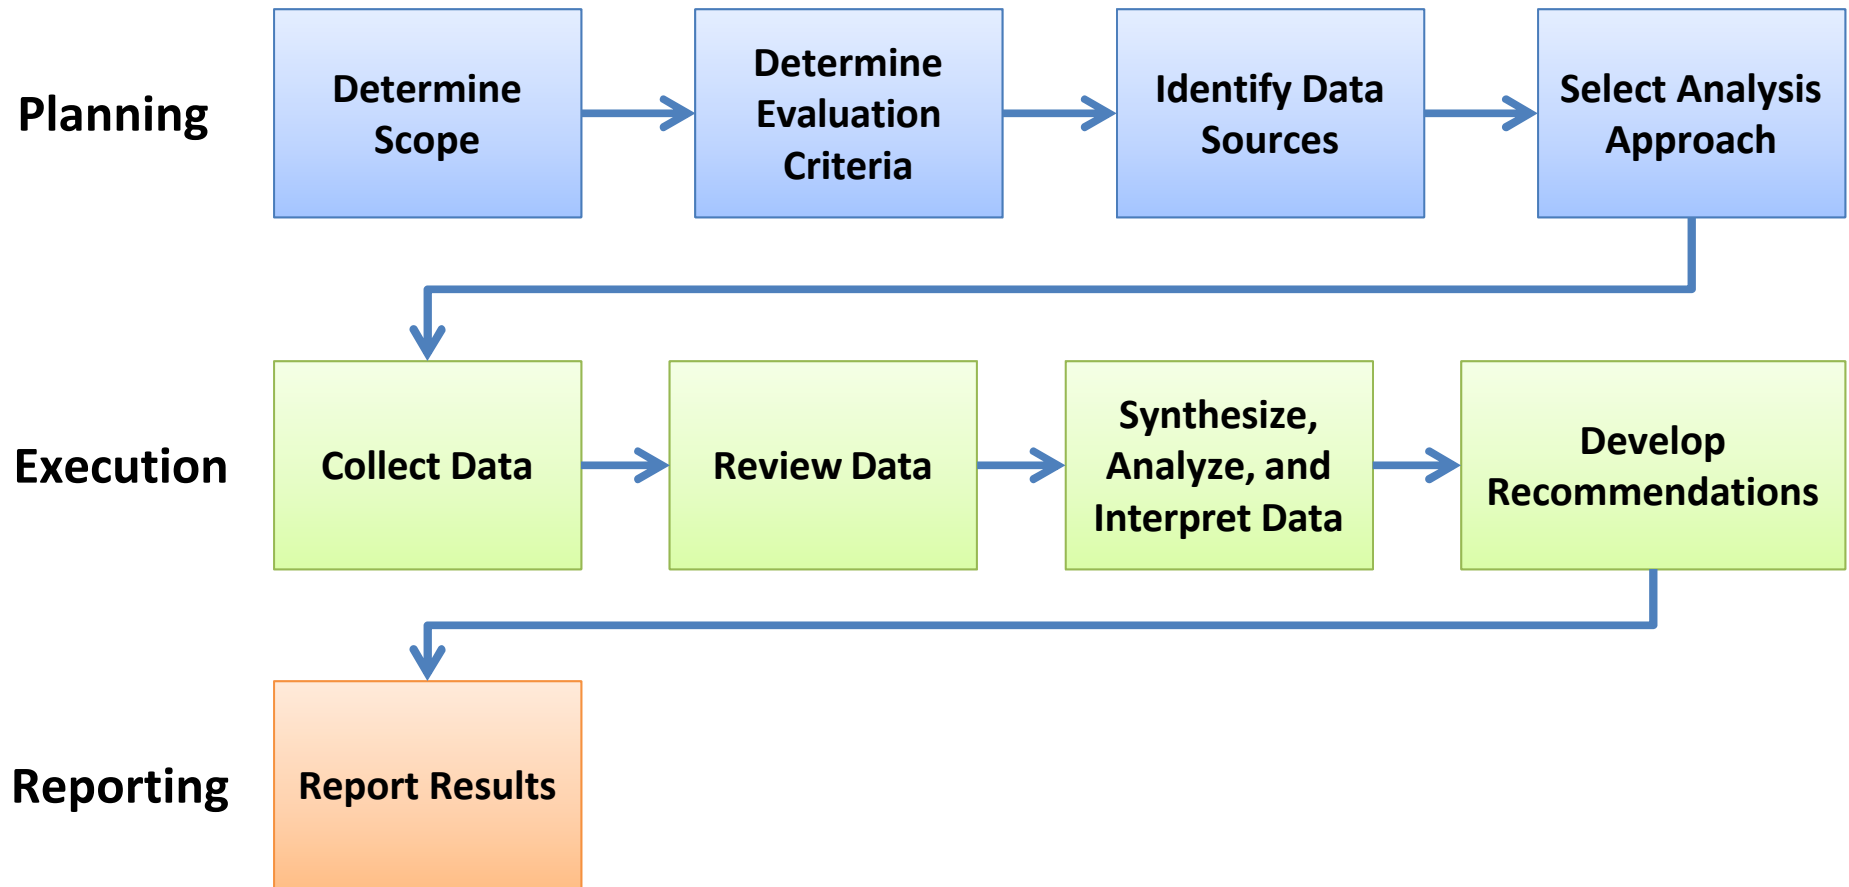 Planning
Determine
Scope
Determine
Evaluation
Criteria
Identify Data
Sources
Select Analysis
Approach
Execution
Collect Data
Review Data
Synthesize,
Analyze, and
Interpret Data
Develop
Recommendations
Reporting
Report Results